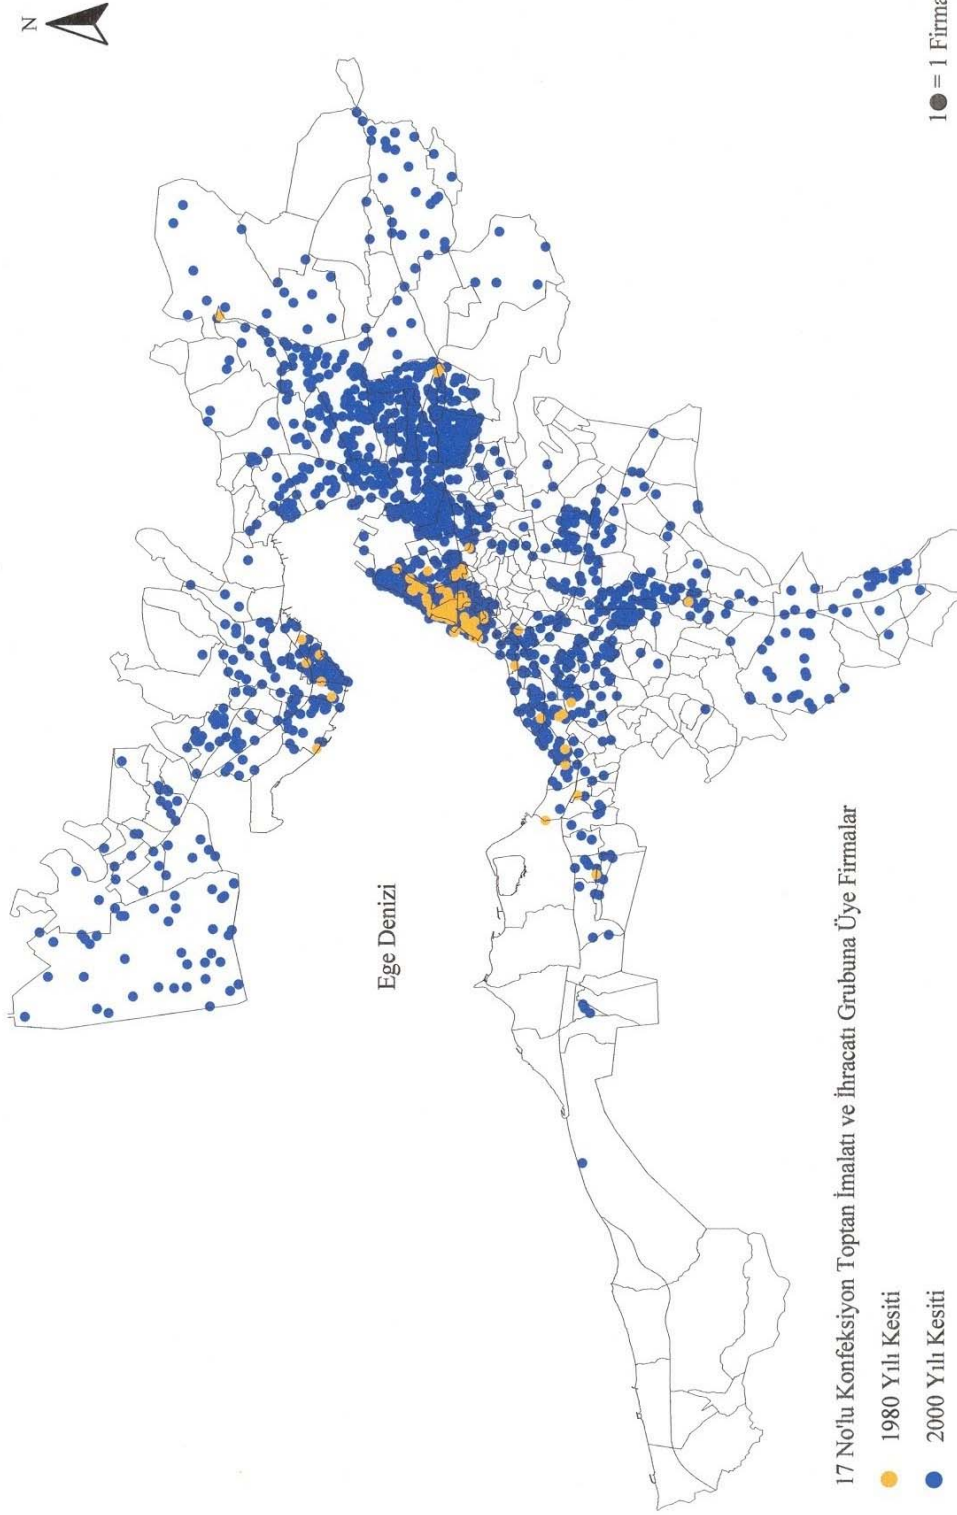 N
Ege Denizi
17 No'lu Konfeksiyon Toptan İmalatı ve İhracatı Grubuna Üye Firmalar
1980 Yılı Kesiti
2000 Yılı Kesiti
1 = 1 Firma